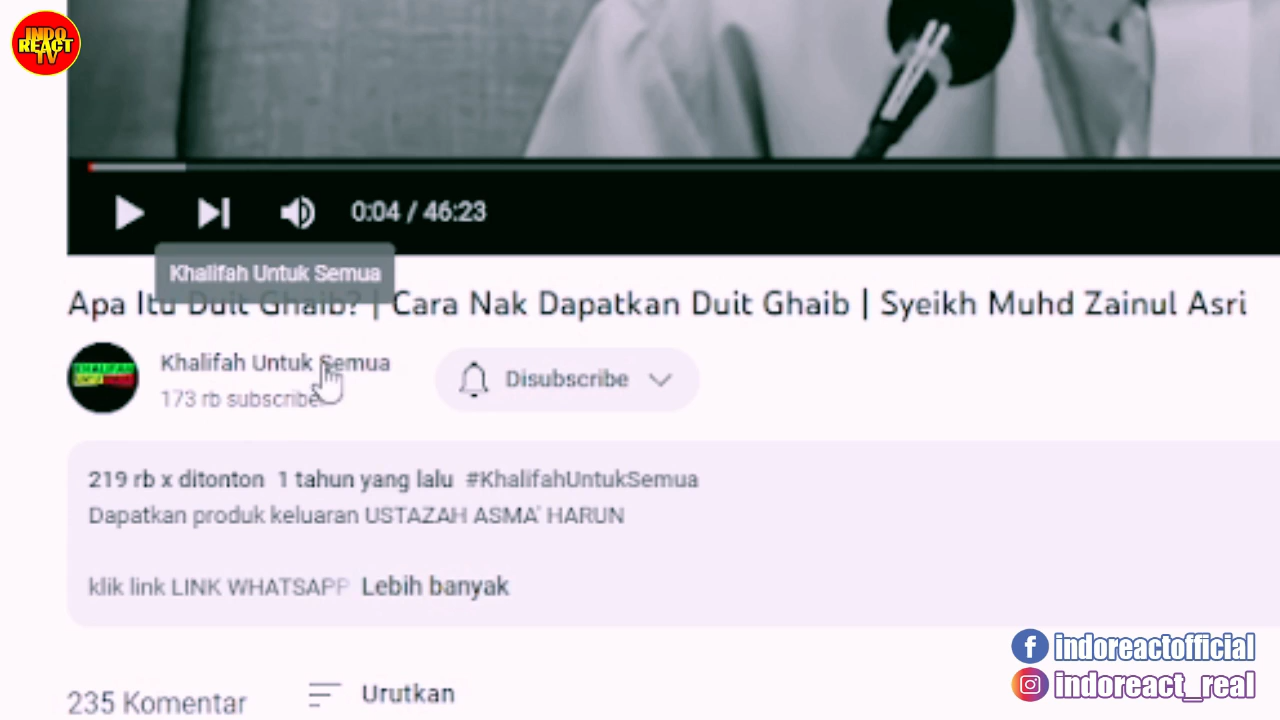 INDO
REACT
TV
0:04 / 46:23
Khalifah Untuk Semua
Apa Itu Duit Ghaib? | Cara Nak Dapatkan Duit Ghaib | Syeikh Muhd Zainul Asri
Khalifah Untuk Semua
Disubscribe
173 rb subscriber
219 rb x ditonton 1 tahun yang lalu #KhalifahUntukSemua
Dapatkan produk keluaran USTAZAH ASMA' HARUN
klik link LINK WHATSAPP Lebih banyak
235 Komentar
Urutkan
indoreactofficial
indoreact_real